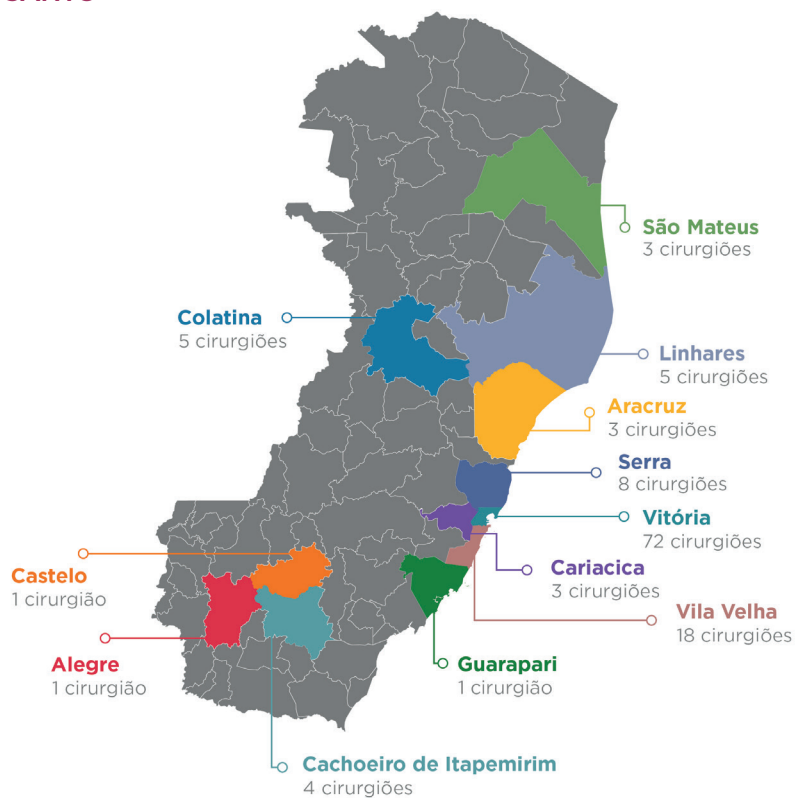 São Mateus
3 cirurgiões
Colatina
5 cirurgiões
Linhares
5 cirurgiões
Aracruz
3 cirurgiões
Serra
8 cirurgiões
Vitória
72 cirurgiões
Castelo
1 cirurgião
Cariacica
3 cirurgiões
Vila Velha
18 cirurgiões
Alegre
1 cirurgião
Guarapari
1 cirurgião
Cachoeiro de Itapemirim
4 cirurgiões